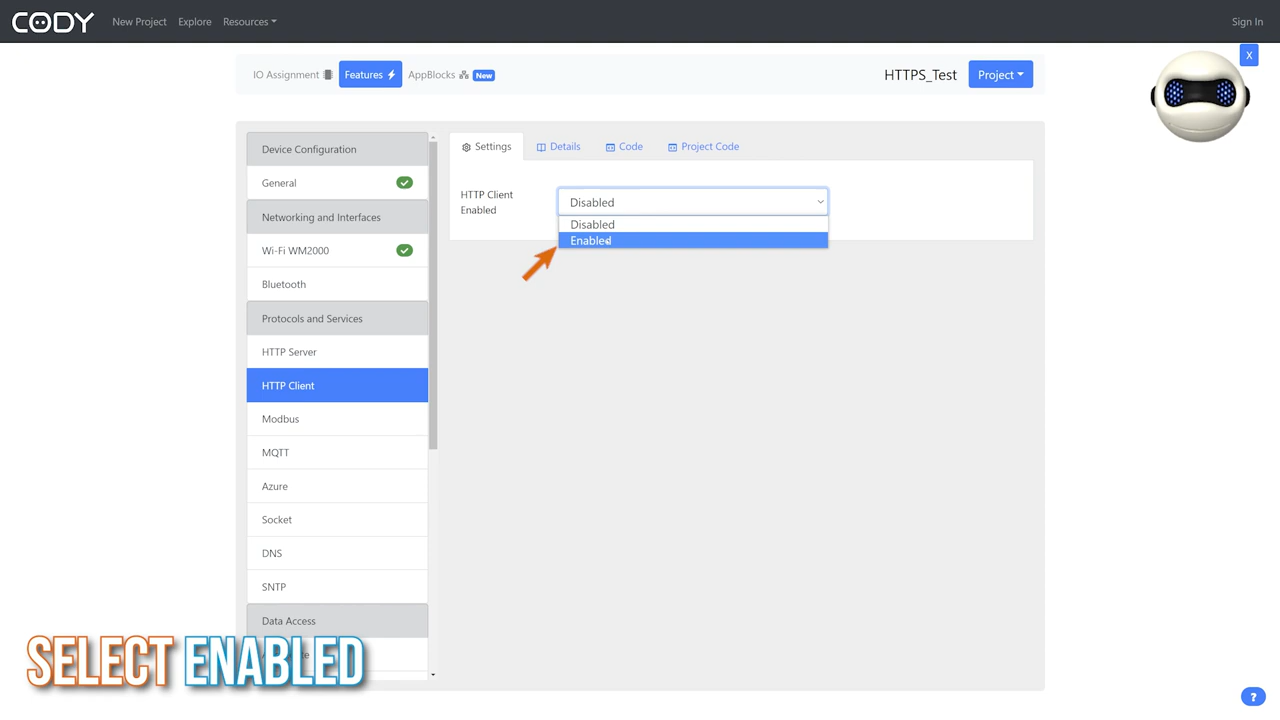 CODY
New Project
Explore
Resources
Sign In
IO Assignment
Features
AppBlocks
New
HTTPS_Test
Project
X
Device Configuration
General
Networking and Interfaces
Wi-Fi WM2000
Bluetooth
Protocols and Services
HTTP Server
HTTP Client
Modbus
MQTT
Azure
Socket
DNS
SNTP
Data Access
Settings
Details
Code
Project Code
HTTP Client
Enabled
Disabled
Disabled
Enabled
SELECT ENABLED
?